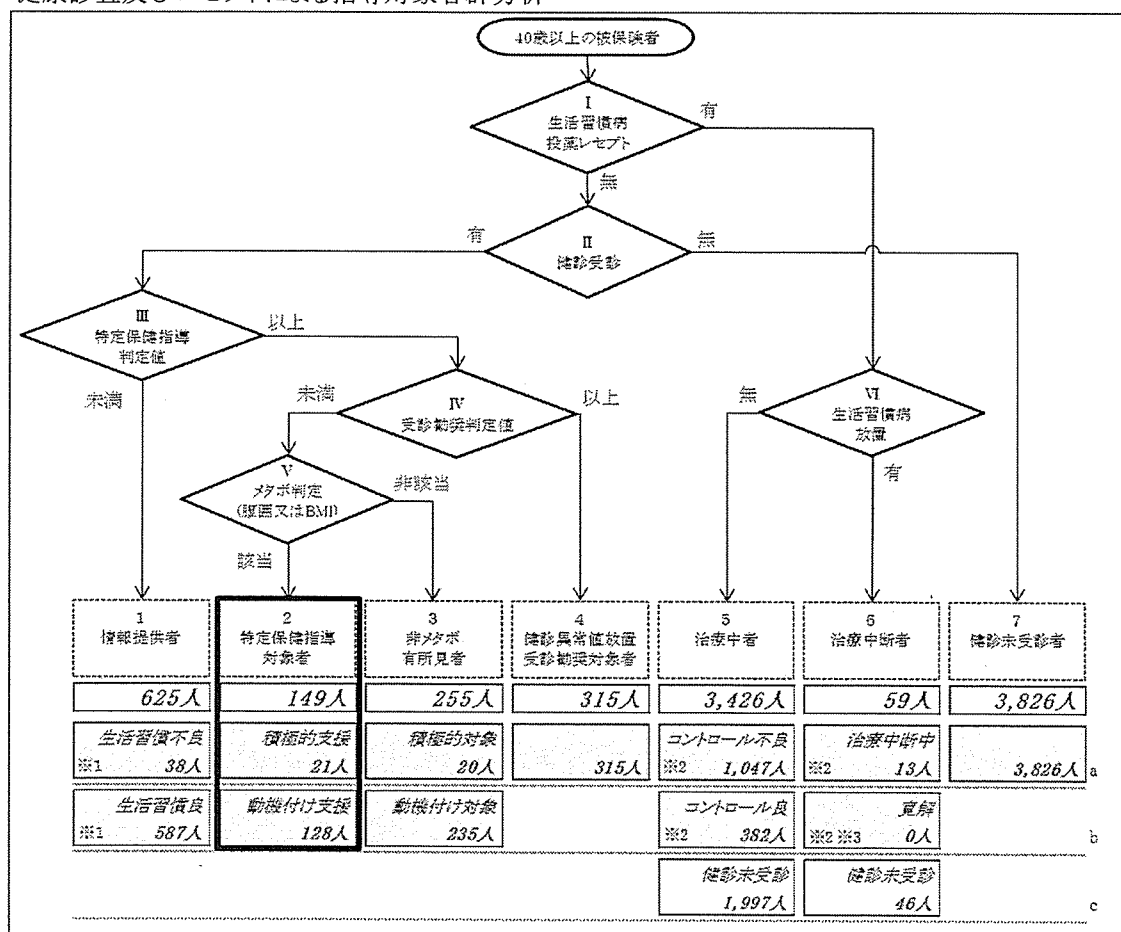 40歳以上の被保険者
Ⅰ
生活習慣病
投薬レセプト
有
無
Ⅱ
健診受診
有
無
Ⅲ
特定保健指導
判定値
以上
未満
Ⅳ
受診勧奨判定値
未満
以上
Ⅴ
メタボ判定
(腹囲又はBMI)
非該当
該当
Ⅵ
生活習慣病
放置
無
有
1
情報提供者
2
特定保健指導
対象者
3
非メタボ
有所見者
4
健診異常値放置
受診勧奨対象者
5
治療中者
6
治療中断者
7
健診未受診者
625人
149人
255人
315人
3,426人
59人
3,826人
生活習慣不良
※1 38人
積極的支援
21人
積極的対象
20人
315人
コントロール不良
※2 1,047人
治療中断中
※2 13人
3,826人
a
生活習慣良
※1 587人
動機付け支援
128人
動機付け対象
235人
コントロール良
※2 382人
寛解
※2 ※3 0人
b
健診未受診
1,997人
健診未受診
46人
c